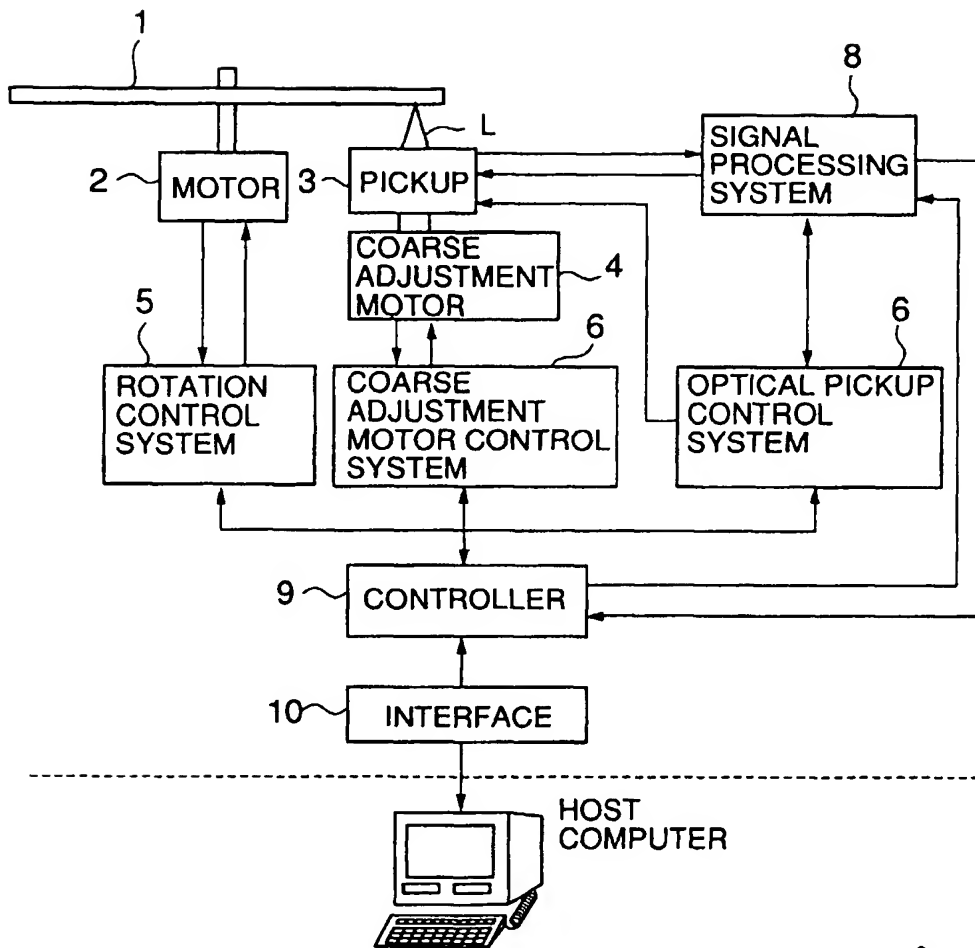 1
8
L
SIGNAL
PROCESSING
SYSTEM
2
MOTOR
3
PICKUP
COARSE
ADJUSTMENT
MOTOR
4
5
6
6
ROTATION
CONTROL
SYSTEM
COARSE
ADJUSTMENT
MOTOR CONTROL
SYSTEM
OPTICAL PICKUP
CONTROL
SYSTEM
9
CONTROLLER
10
INTERFACE
HOST
COMPUTER